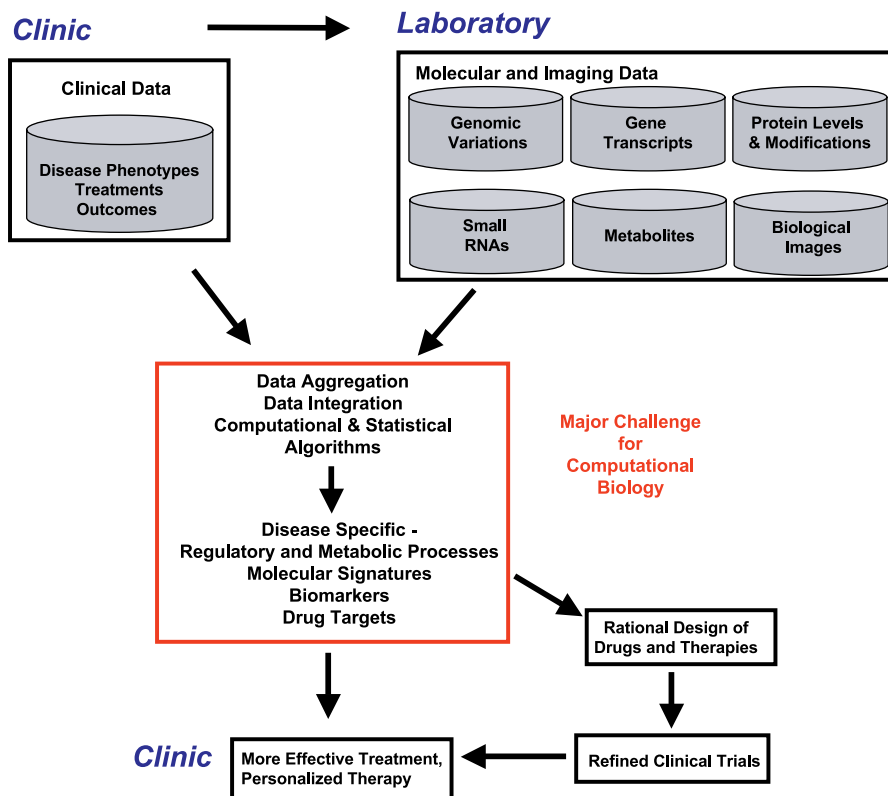 Clinic
Laboratory
Clinical Data
Disease Phenotypes
Treatments
Outcomes
Molecular and Imaging Data
Genomic
Variations
Gene
Transcripts
Protein Levels
& Modifications
Small
RNAs
Metabolites
Biological
Images
Data Aggregation
Data Integration
Computational & Statistical
Algorithms
Major Challenge
for
Computational
Biology
Disease Specific -
Regulatory and Metabolic Processes
Molecular Signatures
Biomarkers
Drug Targets
Rational Design of
Drugs and Therapies
Refined Clinical Trials
Clinic
More Effective Treatment,
Personalized Therapy